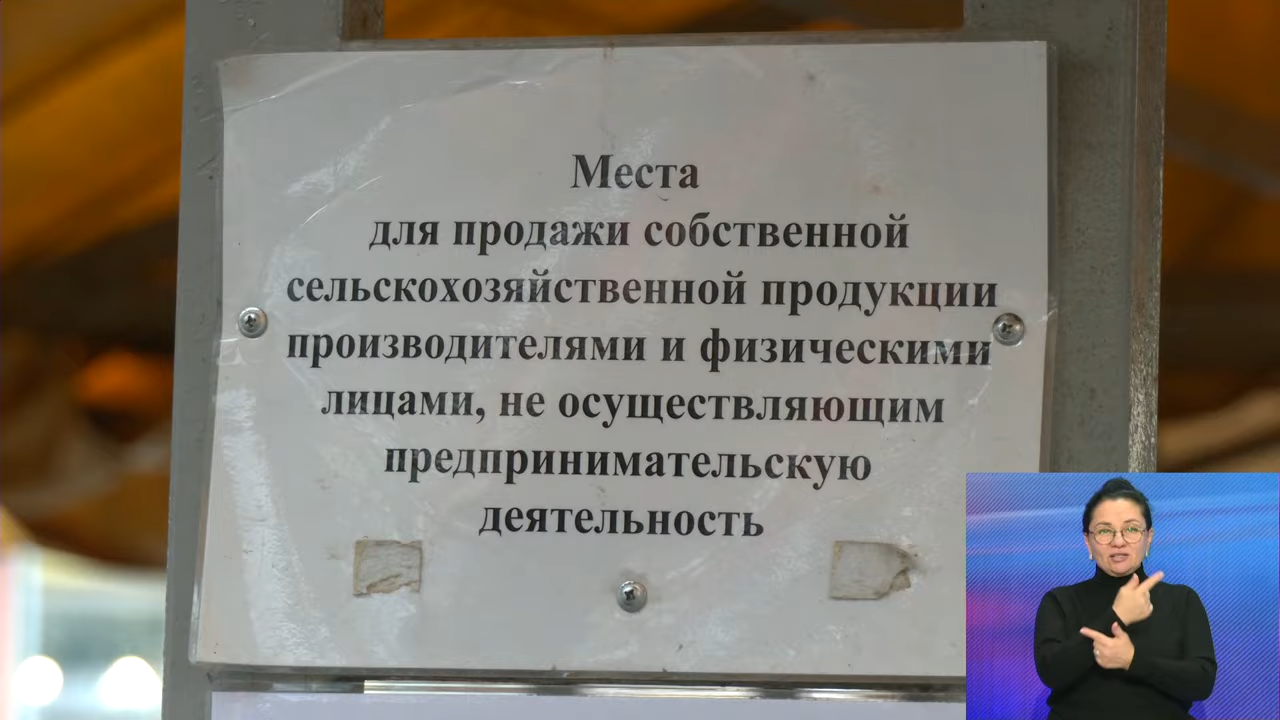 Места
для продажи собственной
сельскохозяйственной продукции
производителями и физическими
лицами, не осуществляющим
предпринимательскую
деятельность